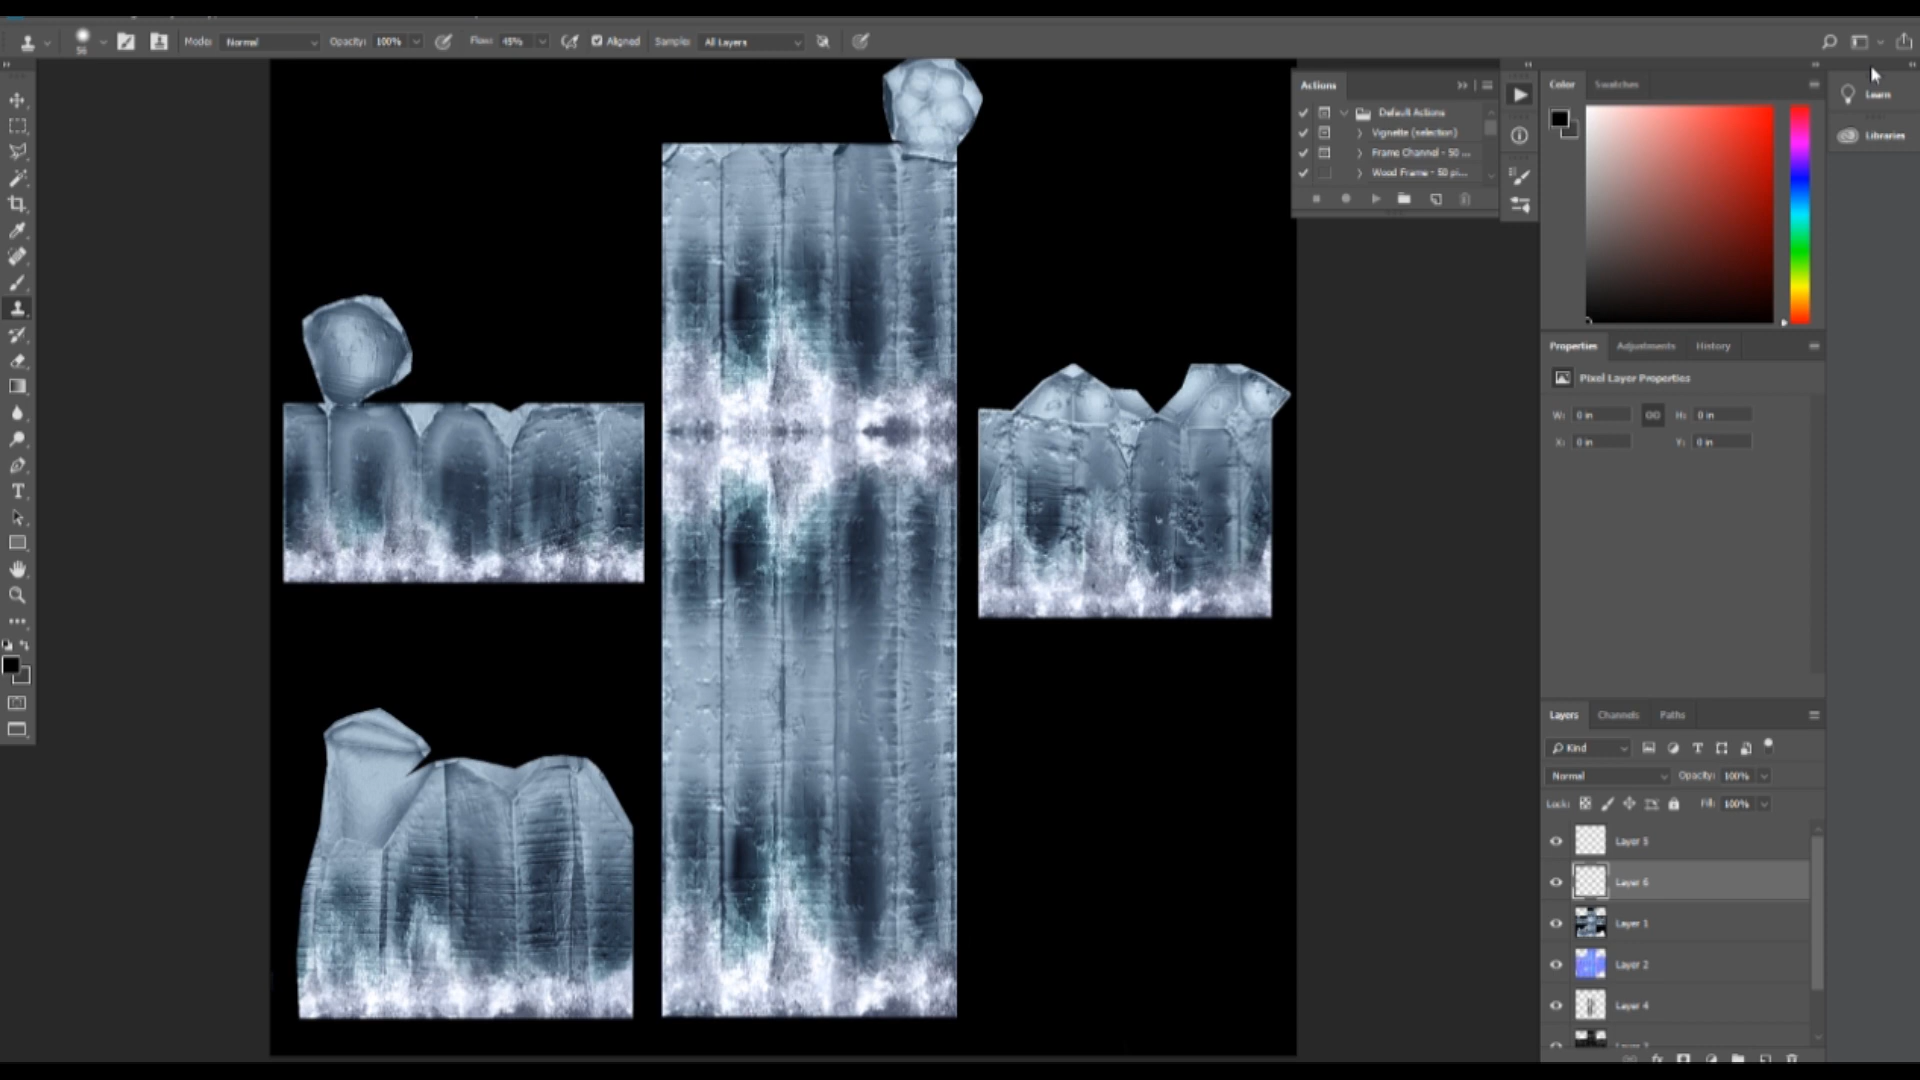 56 Mode: Normal Opacity: 100% Flow: 45% Aligned Sample: All Layers
Actions
Default Actions
Vignette (selection)
Frame Channel - 50 ...
Wood Frame - 50 pi...
Color Swatches
Learn
Libraries
Properties Adjustments History
Pixel Layer Properties
W: 0 in H: 0 in
X: 0 in Y: 0 in
Layers Channels Paths
Kind
Normal Opacity: 100%
Lock: Fill: 100%
Layer 5
Layer 6
Layer 1
Layer 2
Layer 4